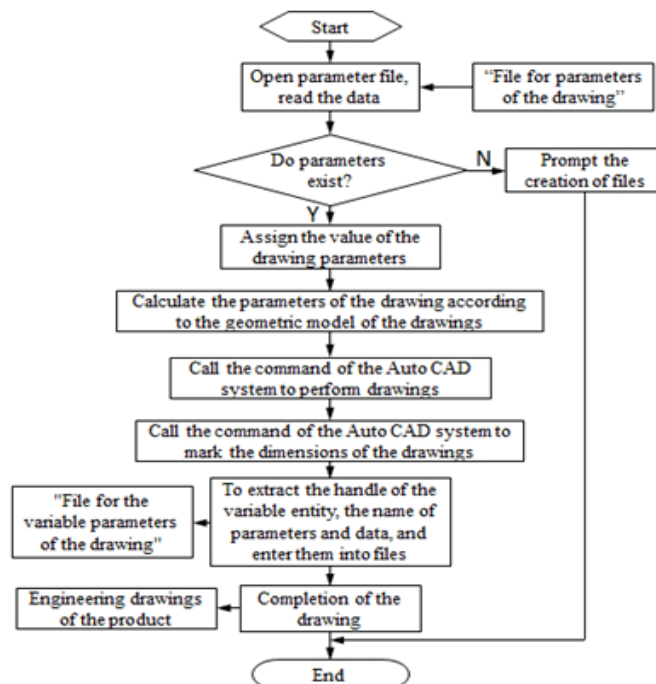 Start
Open parameter file,
read the data
“File for parameters
of the drawing”
Do parameters
exist?
N
Prompt the
creation of files
Y
Assign the value of the
drawing parameters
Calculate the parameters of the drawing according
to the geometric model of the drawings
Call the command of the Auto CAD
system to perform drawings
Call the command of the Auto CAD system to
mark the dimensions of the drawings
"File for the
variable parameters
of the drawing"
To extract the handle of the
variable entity, the name of
parameters and data, and
enter them into files
Engineering drawings
of the product
Completion of the
drawing
End